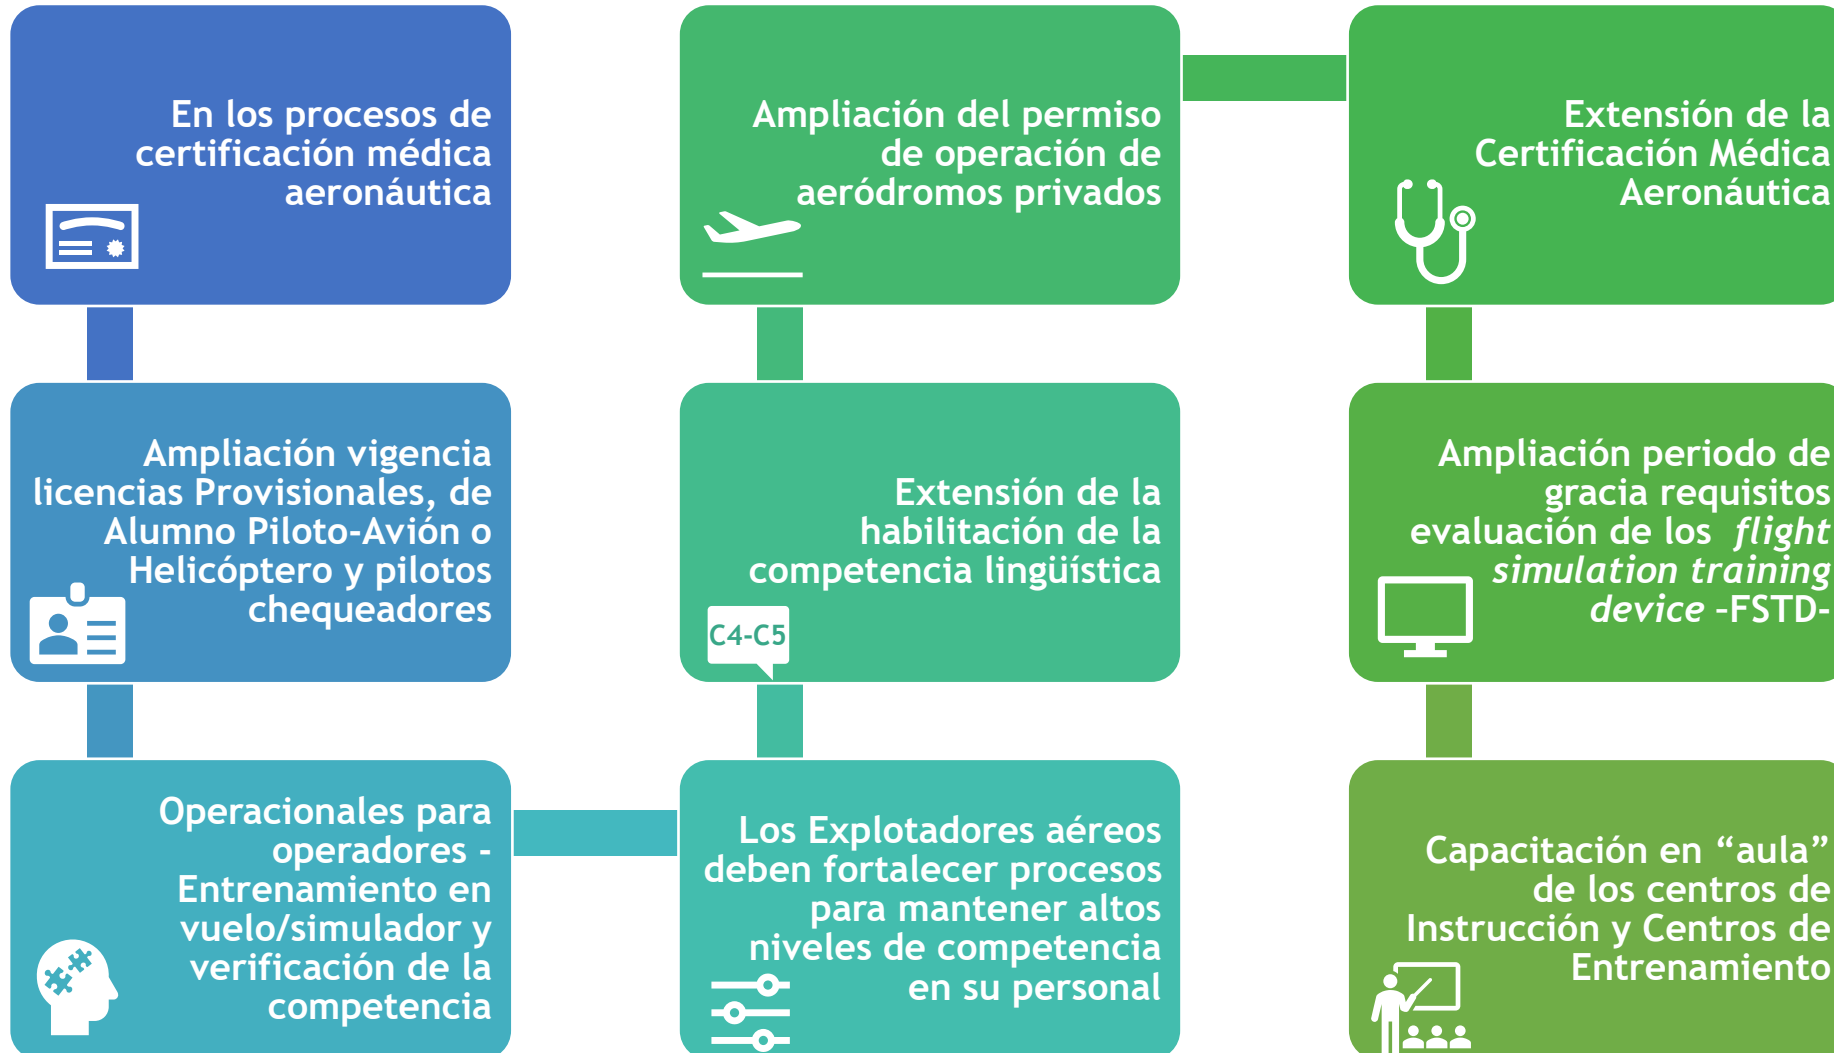 En los procesos de
certificación médica
aeronáutica
Ampliación vigencia
licencias Provisionales, de
Alumno Piloto-Avión o
Helicóptero y pilotos
chequeadores
Operacionales para
operadores -
Entrenamiento en
vuelo/simulador y
verificación de la
competencia
Los Explotadores aéreos
deben fortalecer procesos
para mantener altos
niveles de competencia
en su personal
Extensión de la
habilitación de la
competencia lingüística
C4-C5
Ampliación del permiso
de operación de
aeródromos privados
Extensión de la
Certificación Médica
Aeronáutica
Ampliación periodo de
gracia requisitos
evaluación de los flight
simulation training
device –FSTD-
Capacitación en “aula”
de los centros de
Instrucción y Centros de
Entrenamiento